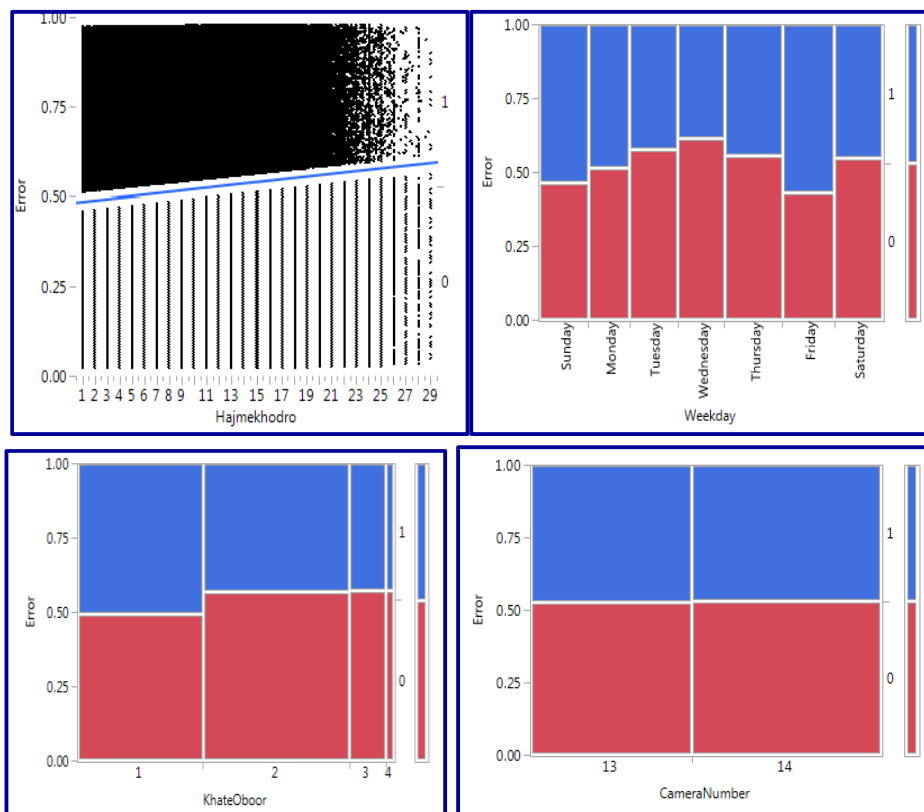 1.00
0.75
0.50
0.25
0.00
Error
1
0
1 2 3 4 5 6 7 8 9 11 13 15 17 19 21 23 25 27 29
Hajmekhodro
1.00
0.75
0.50
0.25
0.00
Error
1
0
Sunday Monday Tuesday Wednesday Thursday Friday Saturday
Weekday
1.00
0.75
0.50
0.25
0.00
Error
1
0
1 2 3 4
KhateOboor
1.00
0.75
0.50
0.25
0.00
Error
1
0
13 14
CameraNumber